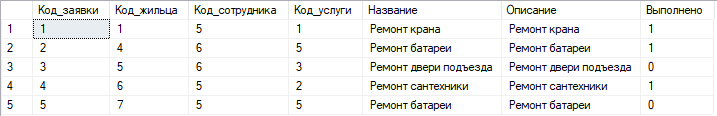 Код_заявки Код_жильца Код_сотрудника Код_услуги Название Описание Выполнено
1 1 1 5 1 Ремонт крана Ремонт крана 1
2 2 4 6 5 Ремонт батареи Ремонт батареи 1
3 3 5 6 3 Ремонт двери подъезда Ремонт двери подъезда 0
4 4 6 5 2 Ремонт сантехники Ремонт сантехники 1
5 5 7 5 5 Ремонт батареи Ремонт батареи 0